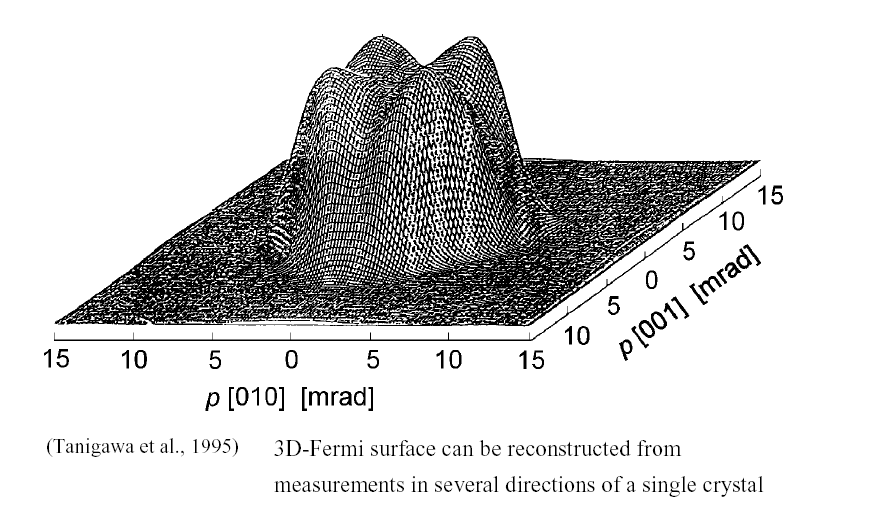 15
10
5
0
5
10
15
p [001] [mrad]
15 10 5 0 5 10 15
p [010] [mrad]
(Tanigawa et al., 1995) 3D-Fermi surface can be reconstructed from
measurements in several directions of a single crystal